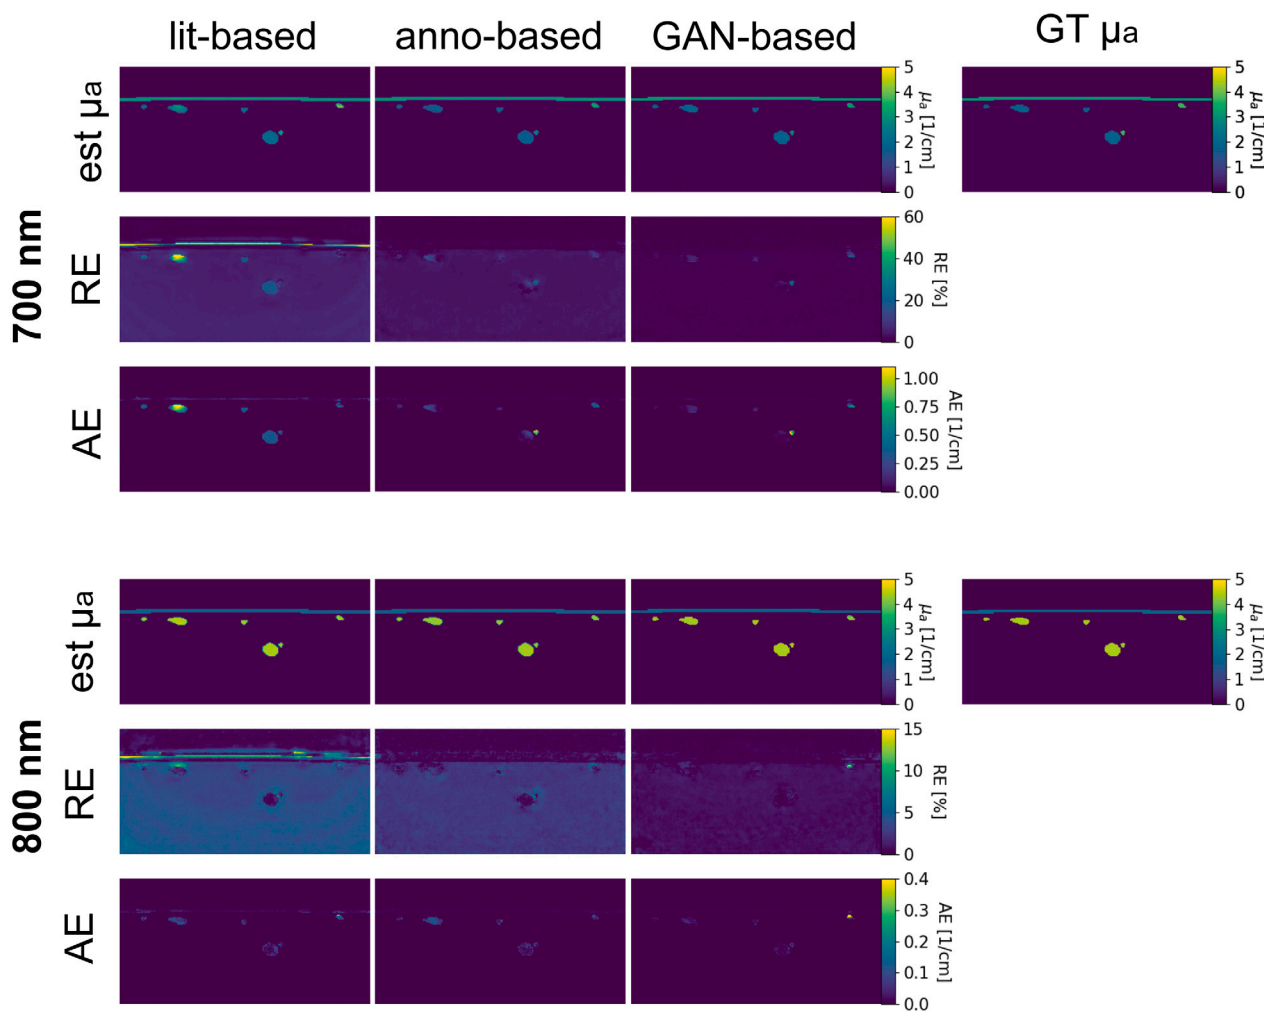 lit-based anno-based GAN-based GT μa
700 nm
est μa
5
4
3
2
1
0
μa [1/cm]
5
4
3
2
1
0
μa [1/cm]
RE
60
40
20
0
RE [%]
AE
1.00
0.75
0.50
0.25
0.00
AE [1/cm]
800 nm
est μa
5
4
3
2
1
0
μa [1/cm]
5
4
3
2
1
0
μa [1/cm]
RE
15
10
5
0
RE [%]
AE
0.4
0.3
0.2
0.1
0.0
AE [1/cm]